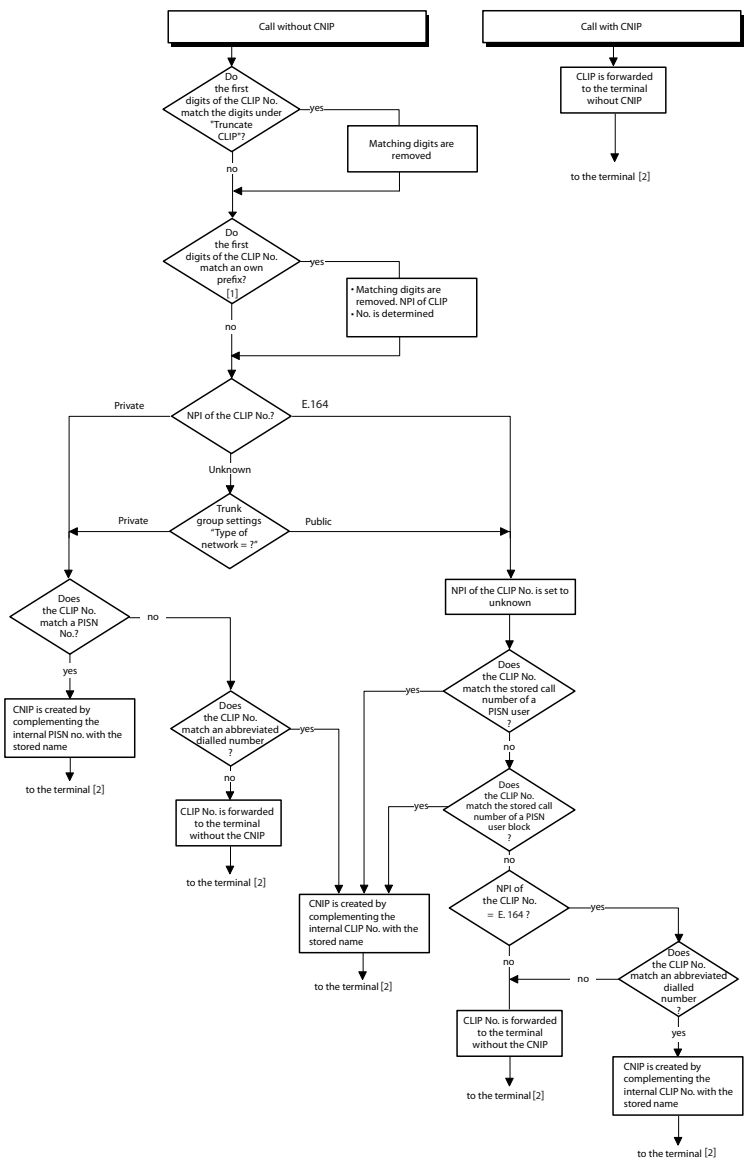 Call without CNIP
Call with CNIP
Do
the first
digits of the CLIP No.
match the digits under
"Truncate
CLIP"?
yes
Matching digits are
removed
no
CLIP is forwarded
to the terminal
wihout CNIP
to the terminal [2]
Do
the first
digits of the CLIP No.
match an own
prefix?
[1]
yes
• Matching digits are
removed. NPI of CLIP
• No. is determined
no
Private
NPI of the CLIP No.?
E.164
Unknown
Private
Trunk
group settings
"Type of
network = ?"
Public
Does
the CLIP No.
match a PISN
No.?
no
yes
CNIP is created by
complementing the
internal PISN no. with the
stored name
to the terminal [2]
Does
the CLIP No.
match an abbreviated
dialled number
?
yes
no
CLIP No. is forwarded
to the terminal
without the CNIP
to the terminal [2]
NPI of the CLIP No. is set to
unknown
Does
the CLIP No.
match the stored call
number of a
PISN user
?
yes
no
Does
the CLIP No.
match the stored call
number of a PISN
user block
?
yes
no
CNIP is created by
complementing the
internal CLIP No. with the
stored name
to the terminal [2]
NPI of
the CLIP No.
= E. 164 ?
yes
no
Does
the CLIP No.
match an abbreviated
dialled
number
?
no
yes
CLIP No. is forwarded
to the terminal
without the CNIP
to the terminal [2]
CNIP is created by
complementing the
internal CLIP No. with the
stored name
to the terminal [2]